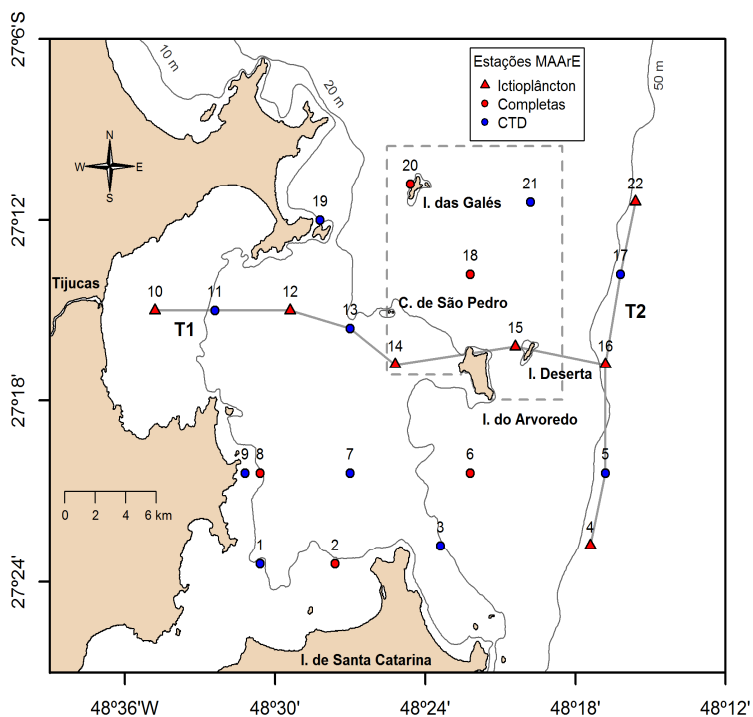 27°6'S
10 m
20 m
50 m
Estações MAArE
Ictioplâncton
Completas
CTD
N
W
E
S
20
I. das Galés
21
22
27°12'
19
18
17
Tijucas
10
11
12
C. de São Pedro
T1
13
T2
14
15
16
I. Deserta
27°18'
I. do Arvoredo
9
8
7
6
5
0
2
4
6 km
3
4
1
2
27°24'
I. de Santa Catarina
48°36'W
48°30'
48°24'
48°18'
48°12'